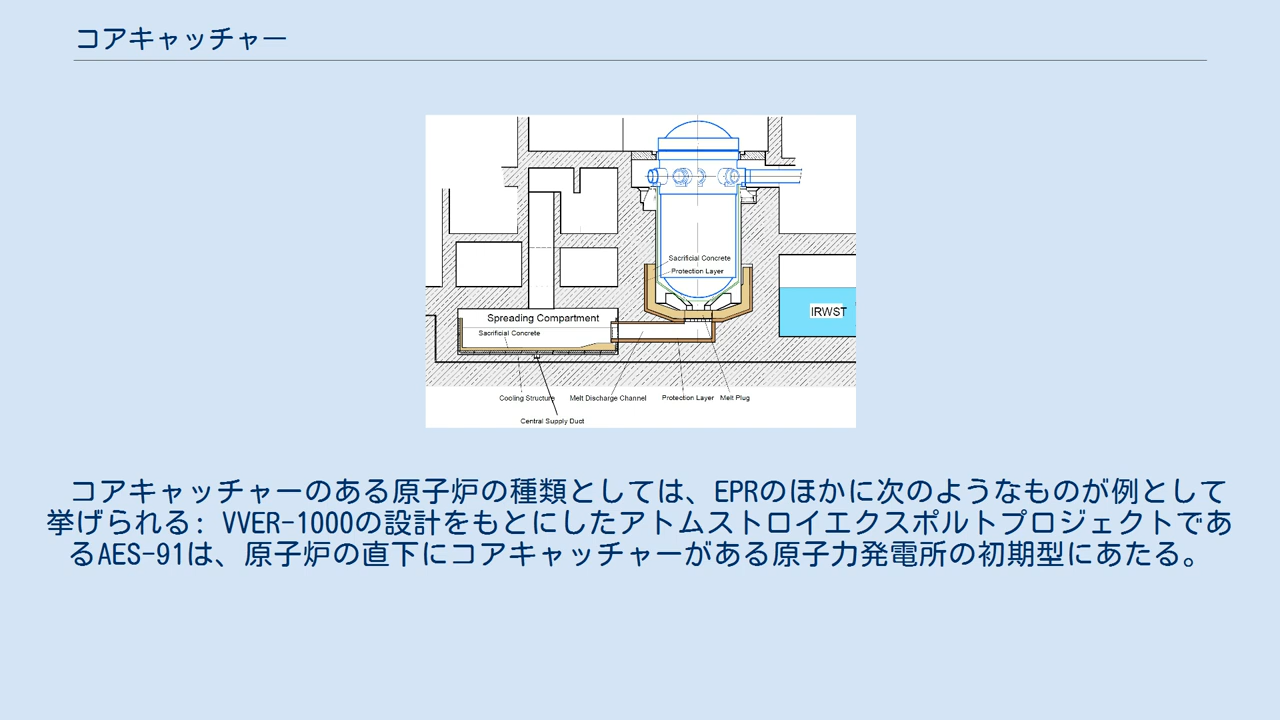 コアキャッチャー
Sacrificial Concrete
Protection Layer
Spreading Compartment
IRWST
Sacrificial Concrete
Cooling Structure
Melt Discharge Channel
Protection Layer
Melt Plug
Central Supply Duct
コアキャッチャーのある原子炉の種類としては、EPRのほかに次のようなものが例として
挙げられる: VVER-1000の設計をもとにしたアトムストロイエクスポルトプロジェクトであ
るAES-91は、原子炉の直下にコアキャッチャーがある原子力発電所の初期型にあたる。